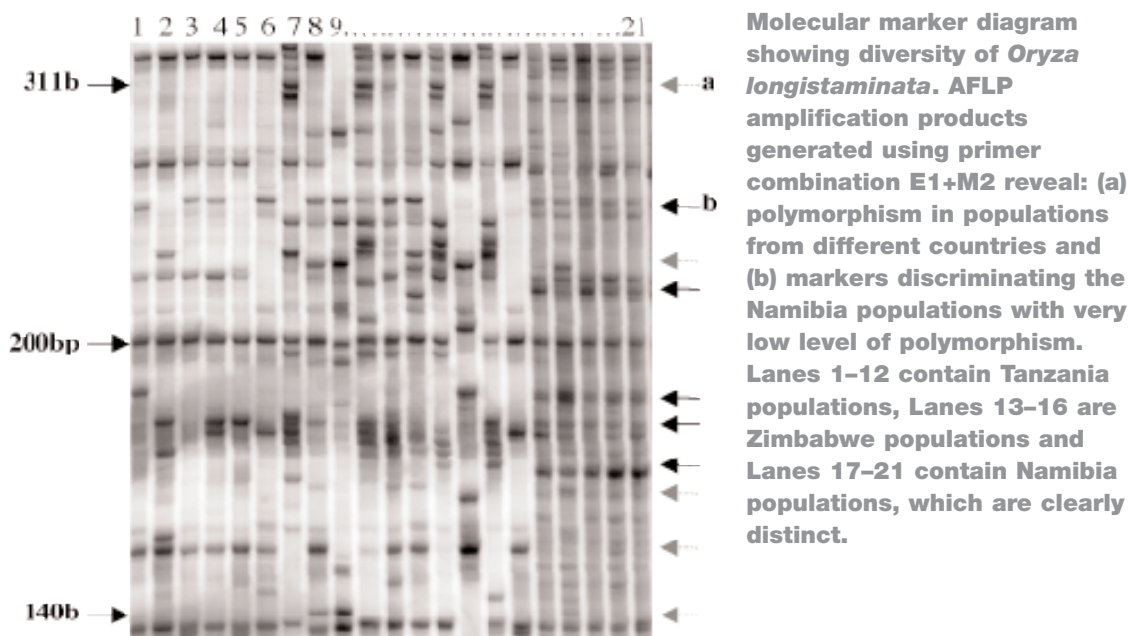 1 2 3 4 5 6 7 8 9......................21
311b
a
b
200bp
140b
Molecular marker diagram
showing diversity of Oryza
longistaminata. AFLP
amplification products
generated using primer
combination E1+M2 reveal: (a)
polymorphism in populations
from different countries and
(b) markers discriminating the
Namibia populations with very
low level of polymorphism.
Lanes 1–12 contain Tanzania
populations, Lanes 13–16 are
Zimbabwe populations and
Lanes 17–21 contain Namibia
populations, which are clearly
distinct.